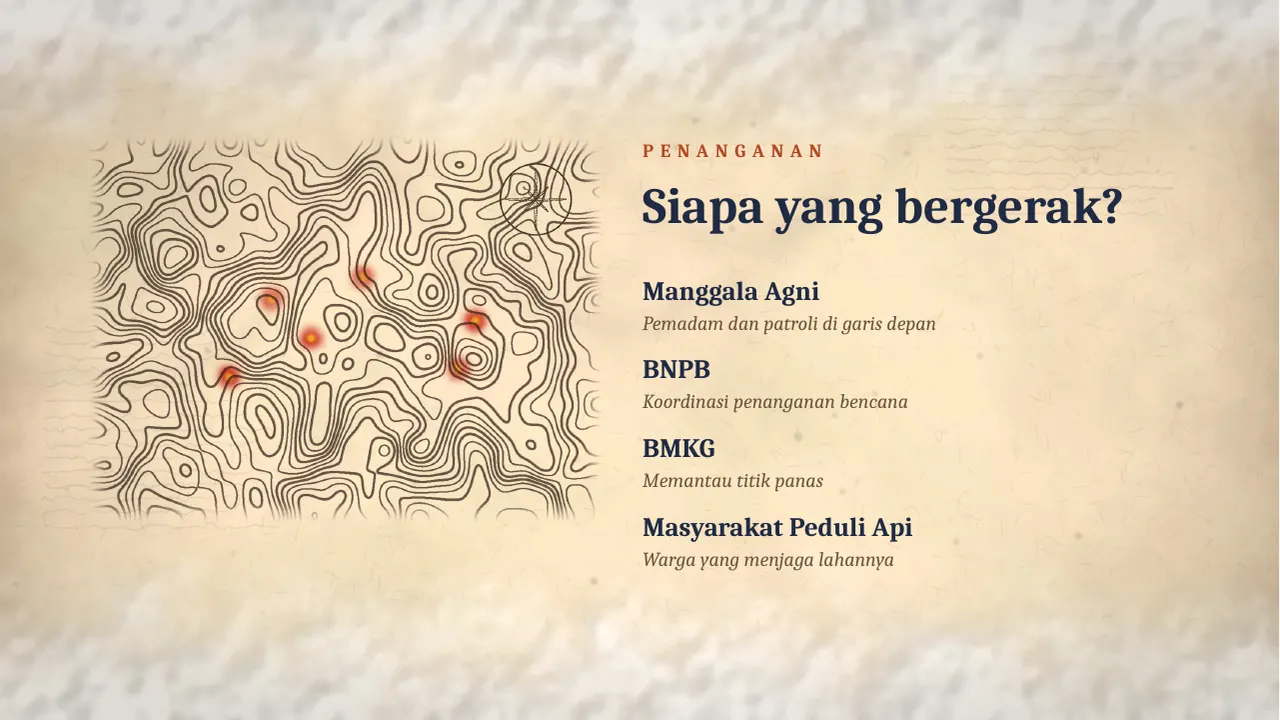 PENANGANAN
Siapa yang bergerak?
Manggala Agni
Pemadam dan patroli di garis depan
BNPB
Koordinasi penanganan bencana
BMKG
Memantau titik panas
Masyarakat Peduli Api
Warga yang menjaga lahannya